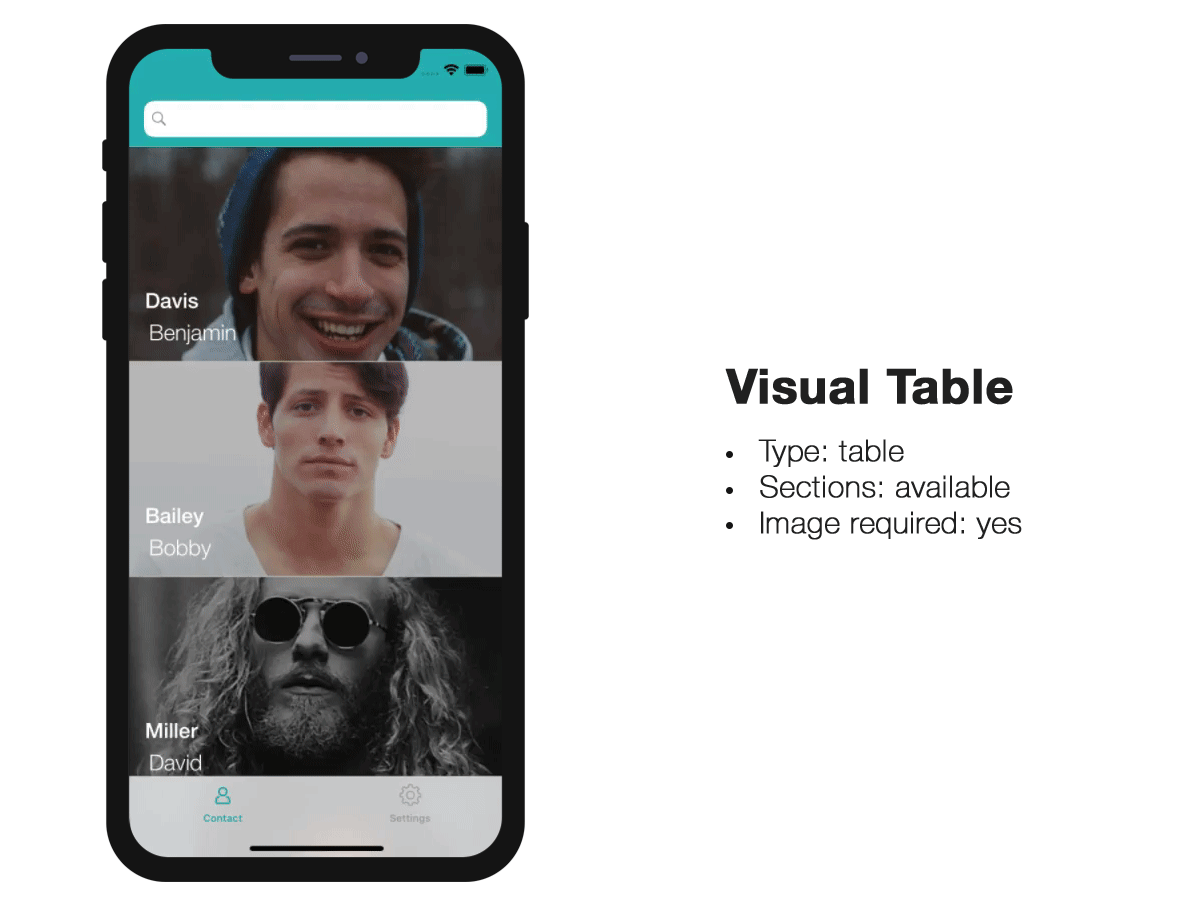 Davis
Benjamin
Bailey
Bobby
Miller
David
Contact
Settings
Visual Table
• Type: table
• Sections: available
• Image required: yes